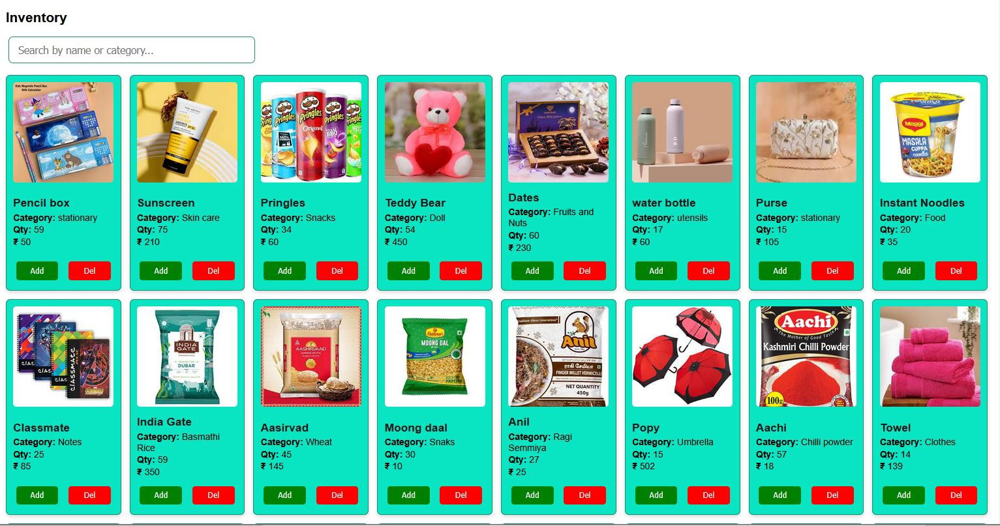 Inventory
Search by name or category...
Kids Magnetic Pencil Box
With Calculator
Pencil box
Category: stationary
Qty: 59
₹ 50
Add Del
SUNSCREEN
Sunscreen
Category: Skin care
Qty: 75
₹ 210
Add Del
Pringles
Pringles
Pringles
Original
SALT &
VINEGAR
BBQ
Pringles
Category: Snacks
Qty: 34
₹ 60
Add Del
Teddy Bear
Category: Doll
Qty: 54
₹ 450
Add Del
Dates
Category: Fruits and
Nuts
Qty: 60
₹ 230
Add Del
water bottle
Category: utensils
Qty: 17
₹ 60
Add Del
Purse
Category: stationary
Qty: 15
₹ 105
Add Del
Maggi
MASALA
CUPPA
noodles
Instant Noodles
Category: Food
Qty: 20
₹ 35
Add Del
CLASSMATE
Classmate
Category: Notes
Qty: 25
₹ 85
Add Del
INDIA
GATE
DUBAR
India Gate
Category: Basmathi
Rice
Qty: 59
₹ 350
Add Del
AASHIRVAAD
Aasirvad
Category: Wheat
Qty: 45
₹ 145
Add Del
Haldiram's
MOONG DAL
Moong daal
Category: Snaks
Qty: 30
₹ 10
Add Del
Tradition Above Generations
Anil
ராகி சேமியா
FINGER MILLET VERMICELLI
NET QUANTITY
450g
Anil
Category: Ragi
Semmiya
Qty: 27
₹ 25
Add Del
Popy
Category: Umbrella
Qty: 15
₹ 502
Add Del
Aachi
The Mother of Good Taste
Kashmiri Chilli Powder
100g
Aachi
Category: Chilli powder
Qty: 57
₹ 18
Add Del
Towel
Category: Clothes
Qty: 14
₹ 139
Add Del